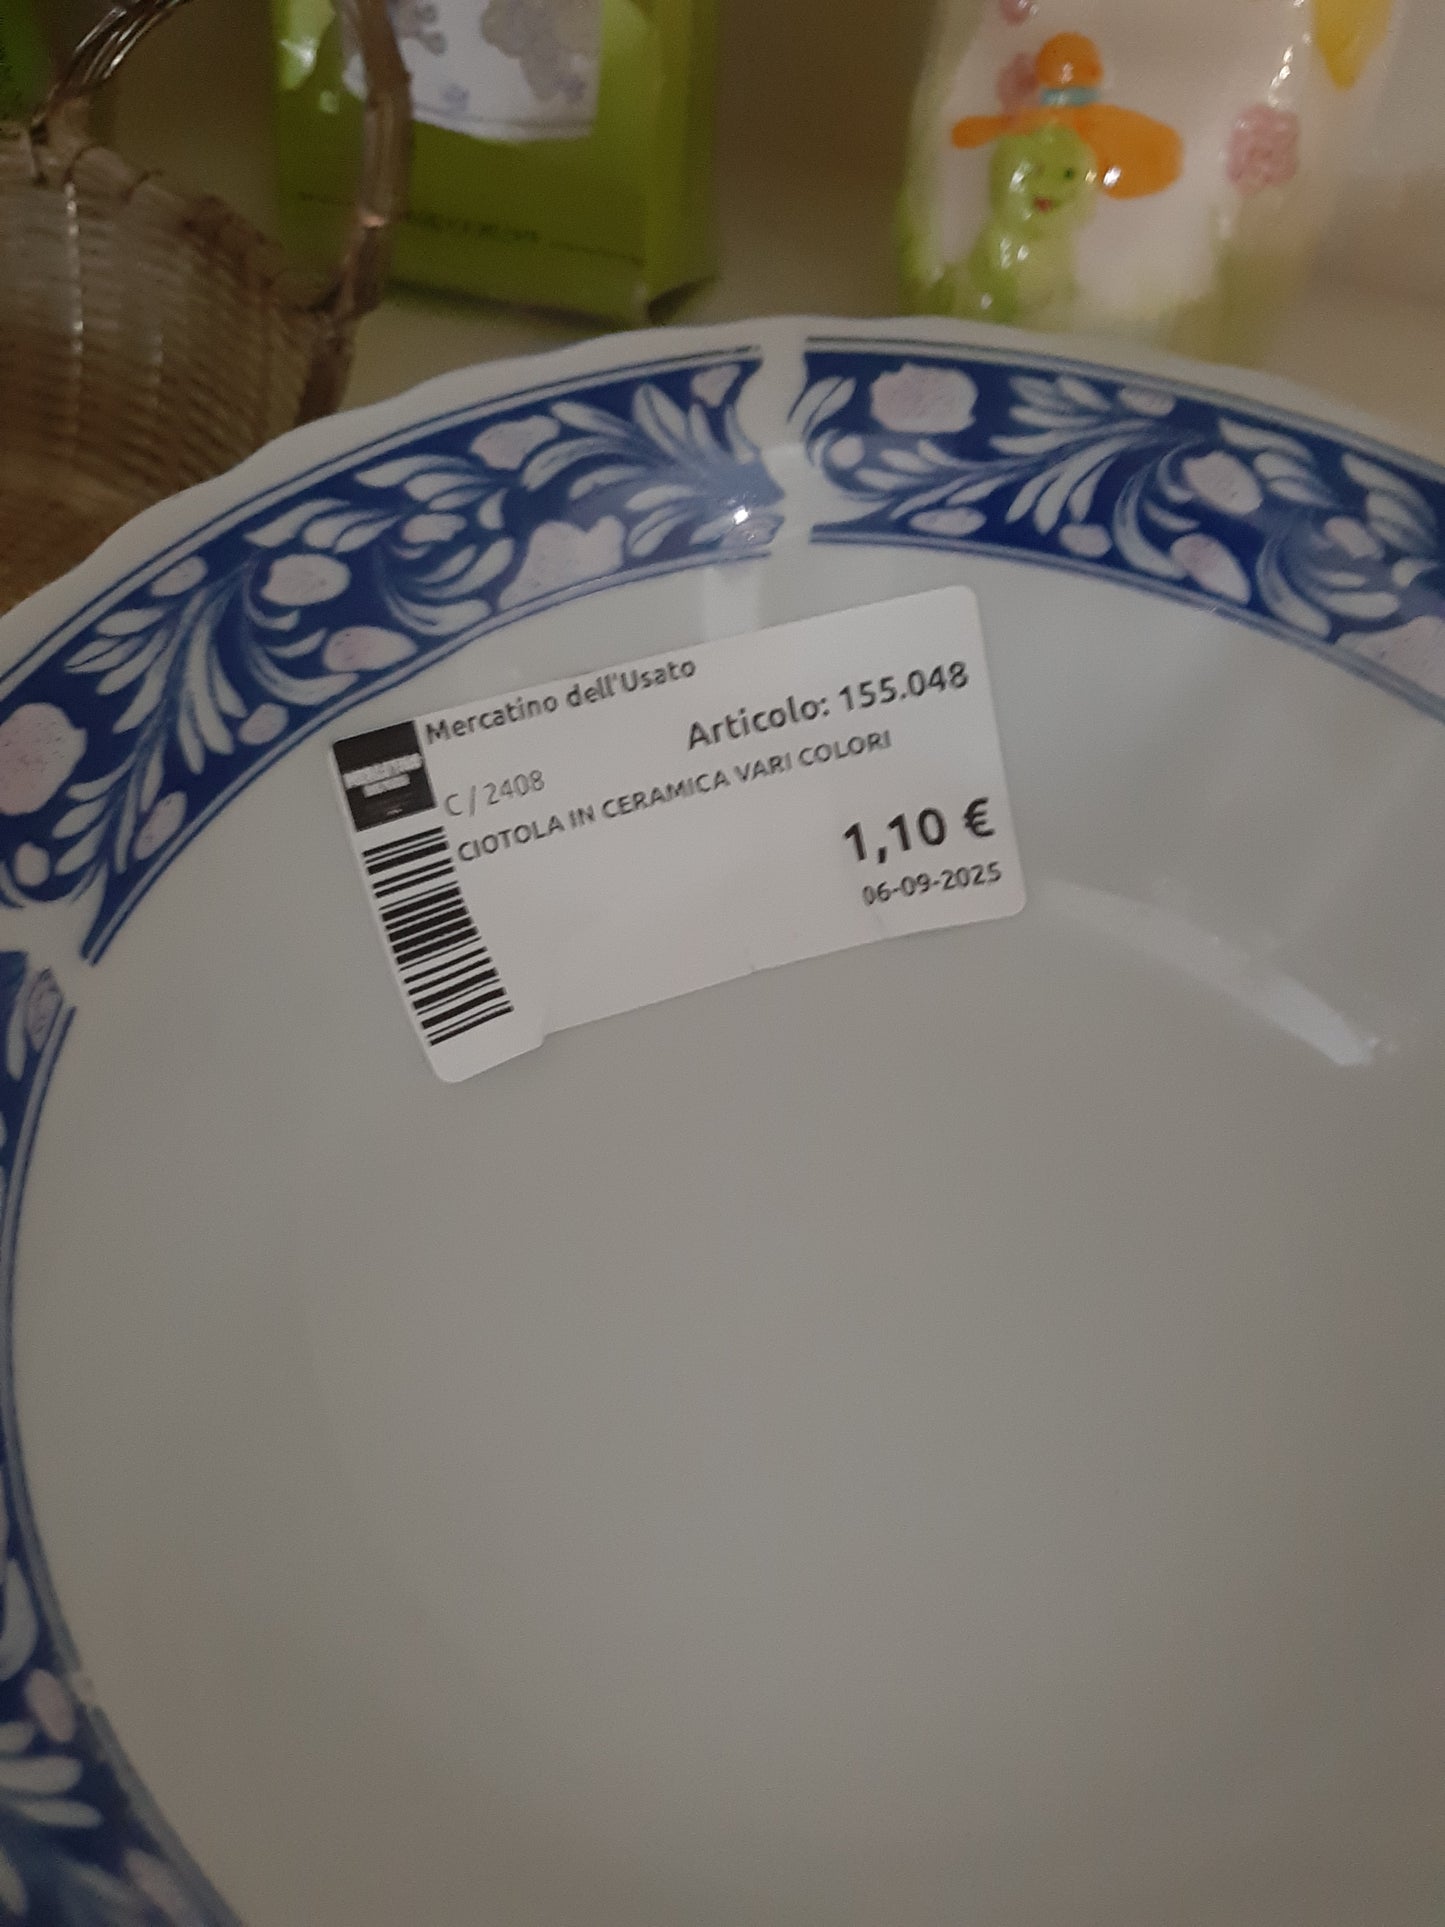 Mercatino dell'Usato
Articolo: 155.048
C / 2408
CIOTOLA IN CERAMICA VARI COLORI
1,10 €
06-09-2025